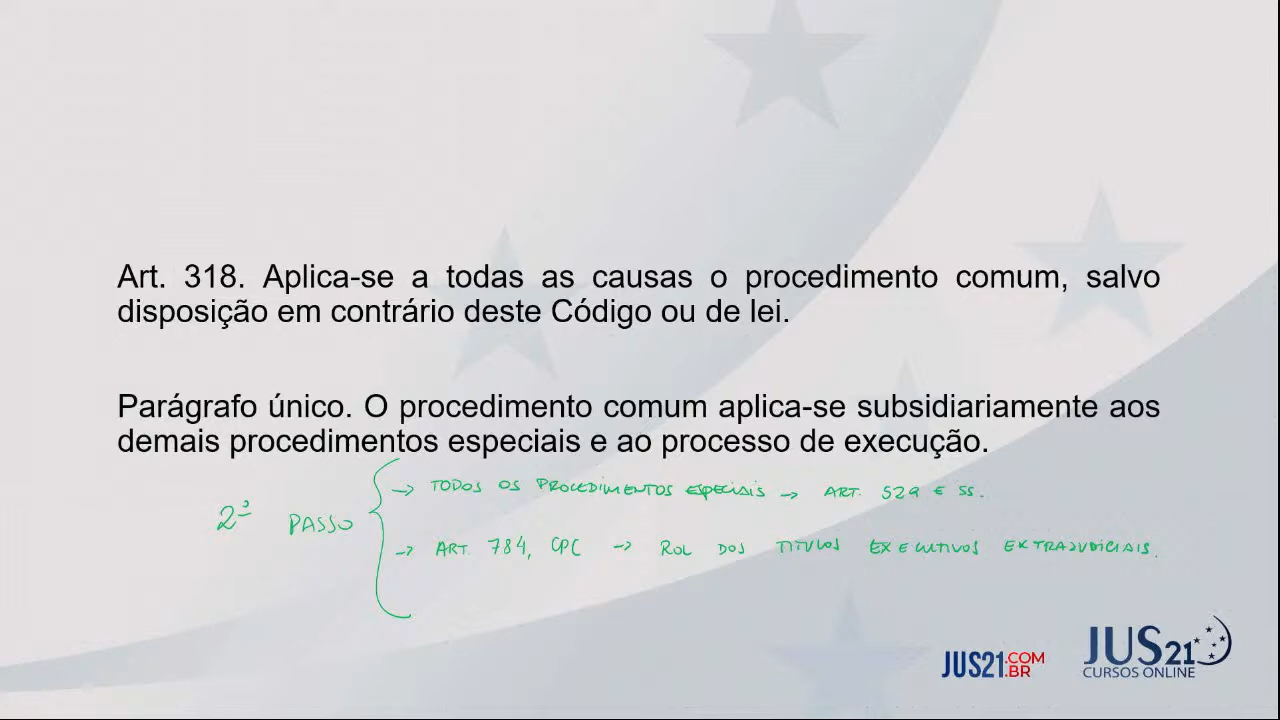 Art. 318. Aplica-se a todas as causas o procedimento comum, salvo
disposição em contrário deste Código ou de lei.
Parágrafo único. O procedimento comum aplica-se subsidiariamente aos
demais procedimentos especiais e ao processo de execução.
2º PASSO
→ TODOS OS PROCEDIMENTOS ESPECIAIS → ART. 529 E SS.
→ ART. 784, CPC → ROL DOS TITULOS EXECUTIVOS EXTRAJUDICIAIS.
JUS21.COM.BR
JUS21
CURSOS ONLINE